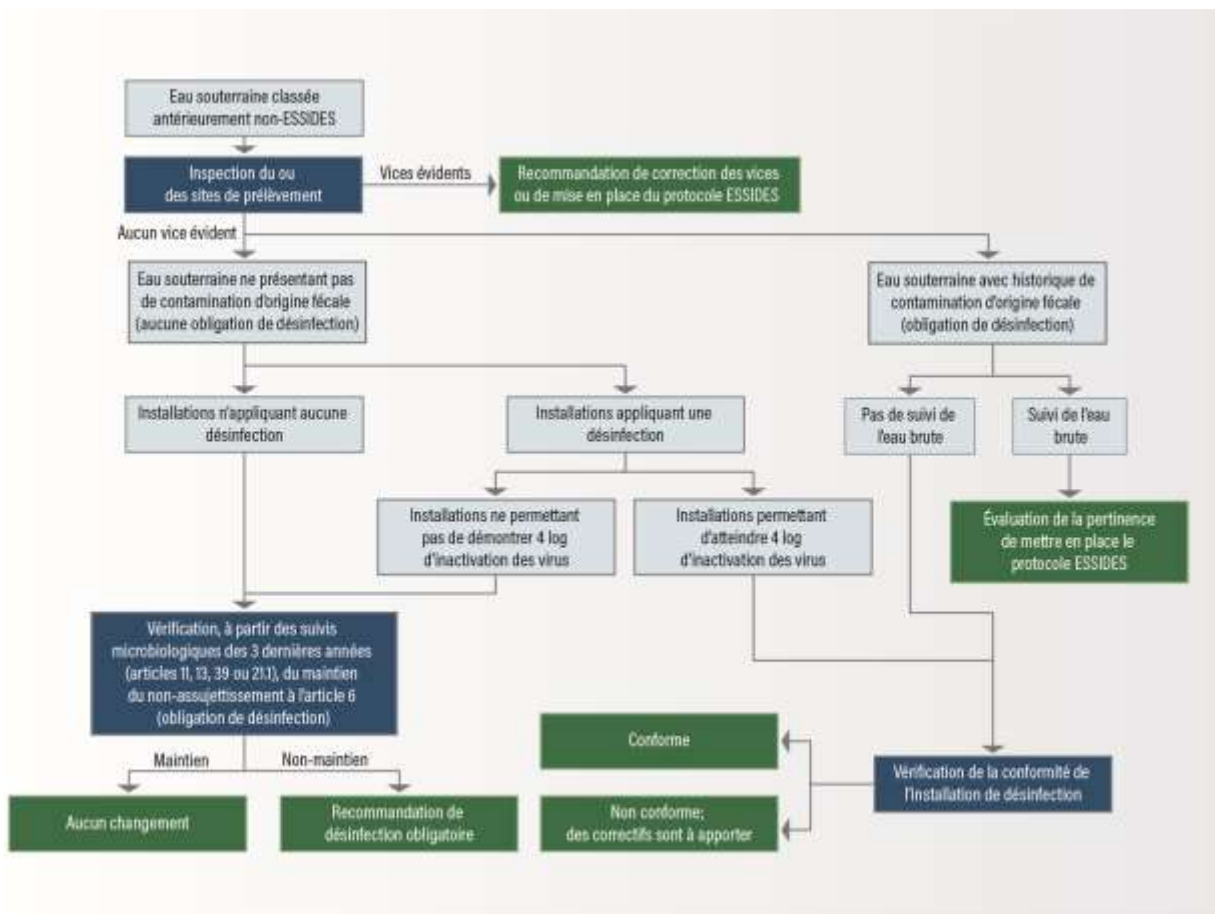 Eau souterraine classée
antérieurement non-ESSIDES
Inspection du ou
des sites de prélèvement
Vices évidents
Recommandation de correction des vices
ou de mise en place du protocole ESSIDES
Aucun vice évident
Eau souterraine ne présentant pas
de contamination d'origine fécale
(aucune obligation de désinfection)
Eau souterraine avec historique de
contamination d'origine fécale
(obligation de désinfection)
Installations n'appliquant aucune
désinfection
Installations appliquant une
désinfection
Pas de suivi de
l'eau brute
Suivi de l'eau
brute
Installations ne permettant
pas de démontrer 4 log
d'inactivation des virus
Installations permettant
d'atteindre 4 log
d'inactivation des virus
Évaluation de la pertinence
de mettre en place le
protocole ESSIDES
Vérification, à partir des suivis
microbiologiques des 3 dernières années
(articles 11, 13, 39 ou 21.1), du maintien
du non-assujettissement à l'article 6
(obligation de désinfection)
Maintien
Non-maintien
Aucun changement
Recommandation de
désinfection obligatoire
Conforme
Non conforme;
des correctifs sont à apporter
Vérification de la conformité de
l'installation de désinfection